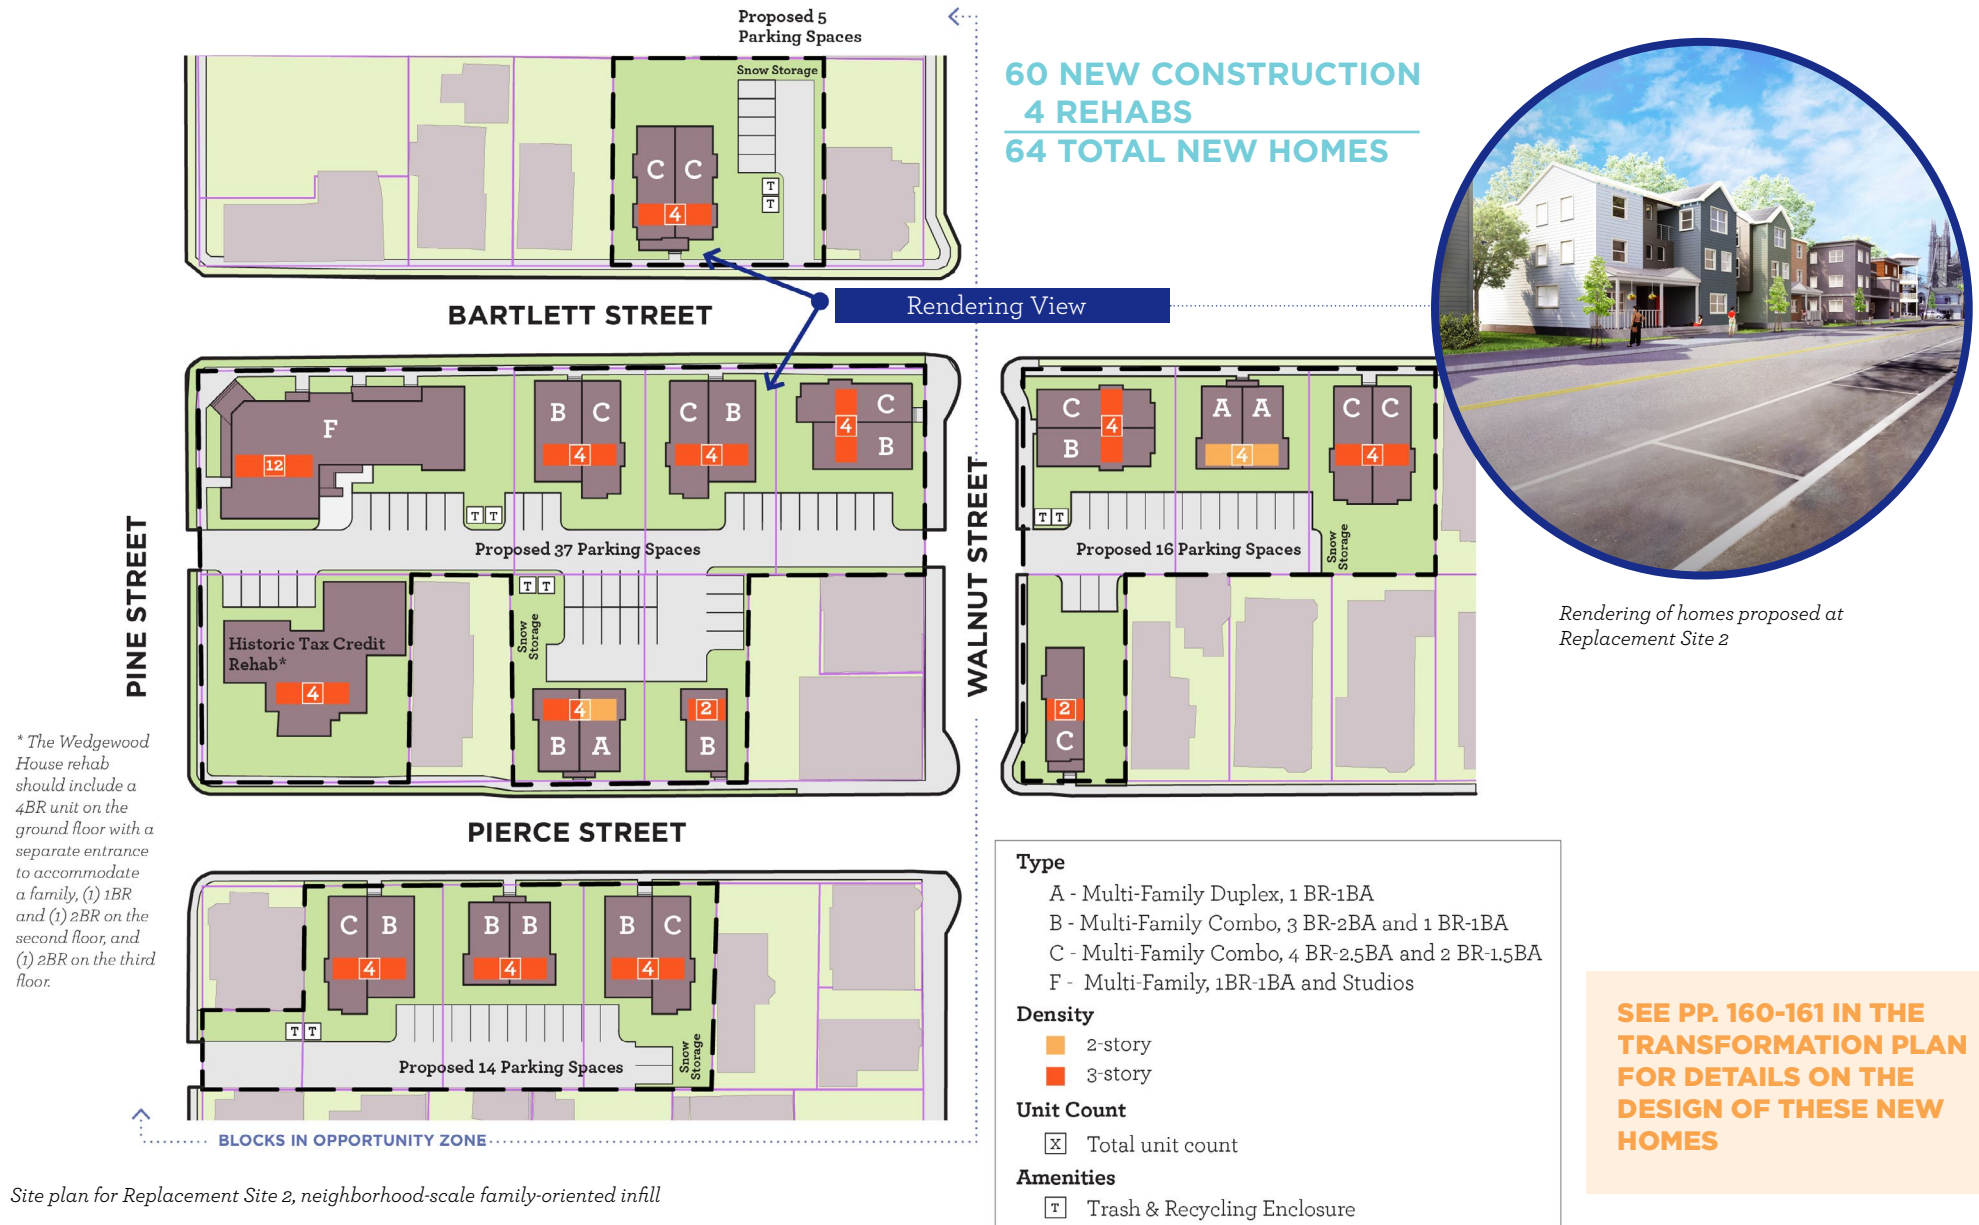 Proposed 5
Parking Spaces
Snow Storage
C C
4
T
T
60 NEW CONSTRUCTION
4 REHABS
64 TOTAL NEW HOMES
BARTLETT STREET
Rendering View
F
12
B C
4
C B
4
C
4
B
C
4
B
A A
4
C C
4
T T
T T
Proposed 37 Parking Spaces
Proposed 16 Parking Spaces
Snow
Storage
PINE STREET
WALNUT STREET
T T
Snow
Storage
Historic Tax Credit
Rehab*
4
4
B A
2
B
2
C
Rendering of homes proposed at
Replacement Site 2
* The Wedgewood
House rehab
should include a
4BR unit on the
ground floor with a
separate entrance
to accommodate
a family, (1) 1BR
and (1) 2BR on the
second floor, and
(1) 2BR on the third
floor.
PIERCE STREET
C B
4
B B
4
B C
4
T T
Proposed 14 Parking Spaces
Snow
Storage
BLOCKS IN OPPORTUNITY ZONE
Type
A - Multi-Family Duplex, 1 BR-1BA
B - Multi-Family Combo, 3 BR-2BA and 1 BR-1BA
C - Multi-Family Combo, 4 BR-2.5BA and 2 BR-1.5BA
F - Multi-Family, 1BR-1BA and Studios
Density
2-story
3-story
Unit Count
X Total unit count
Amenities
T Trash & Recycling Enclosure
SEE PP. 160-161 IN THE
TRANSFORMATION PLAN
FOR DETAILS ON THE
DESIGN OF THESE NEW
HOMES
Site plan for Replacement Site 2, neighborhood-scale family-oriented infill